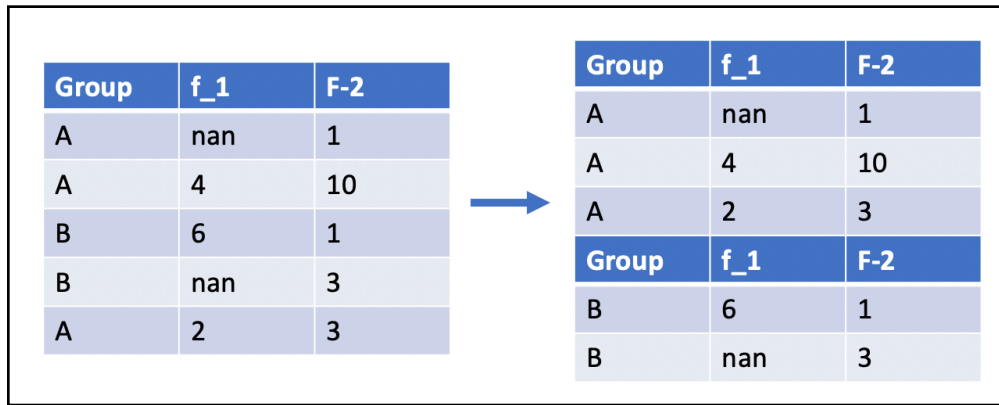 Group f_1 F-2
A nan 1
A 4 10
B 6 1
B nan 3
A 2 3
Group f_1 F-2
A nan 1
A 4 10
A 2 3
Group f_1 F-2
B 6 1
B nan 3